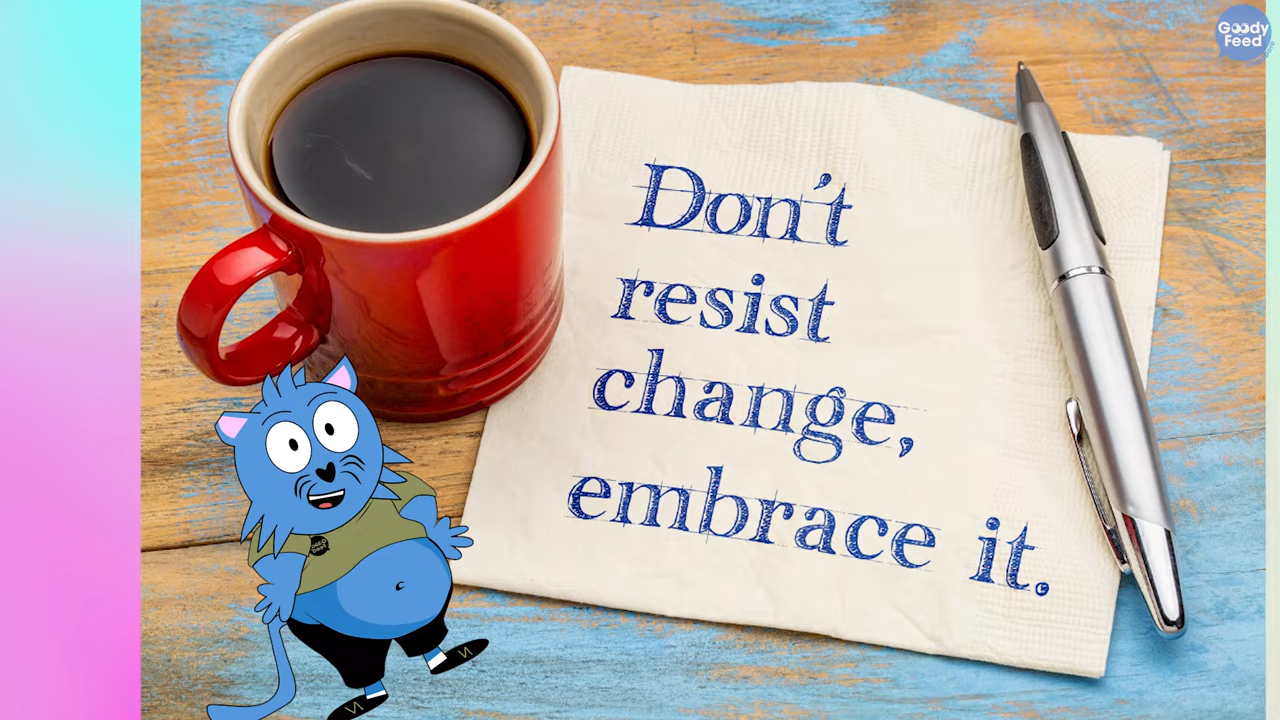 Goody
Feed
Don't
resist
change,
embrace it.